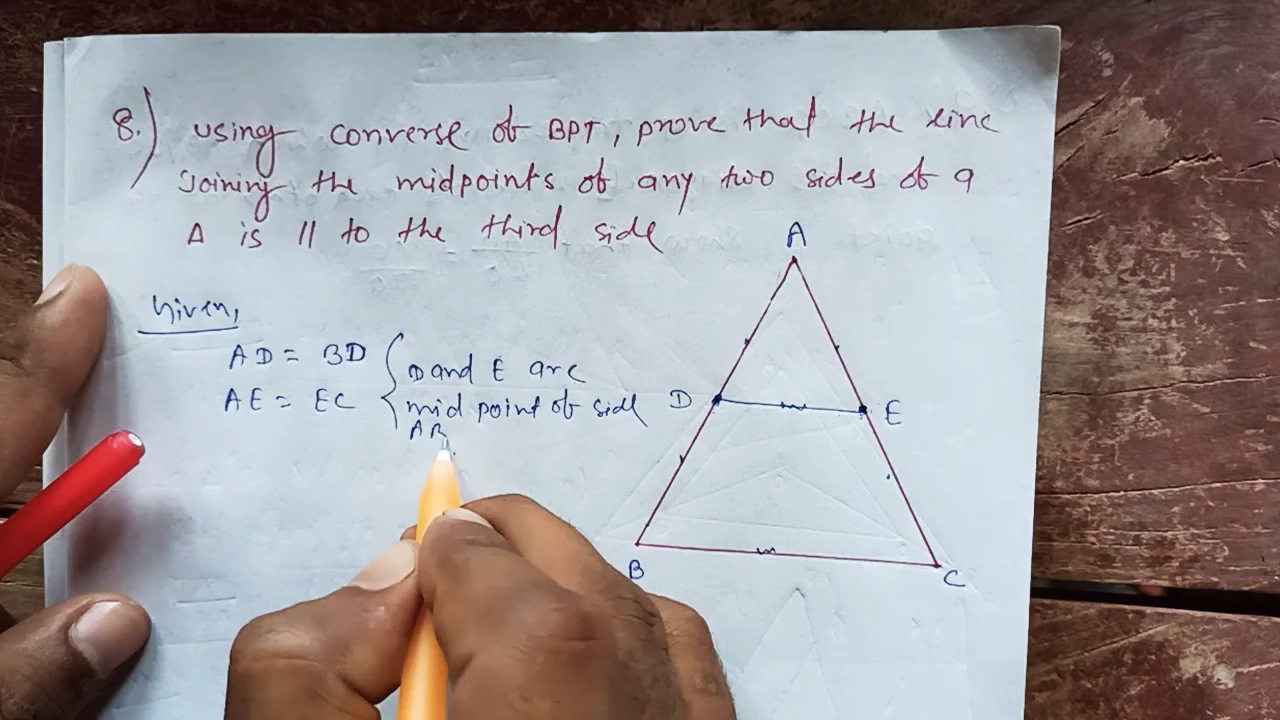 8.) using converse of BPT, prove that the line
Joining the midpoints of any two sides of a
Δ is || to the third side
A
Given,
AD = BD { D and E are
AE = EC { mid point of side
AB
D
E
B
C